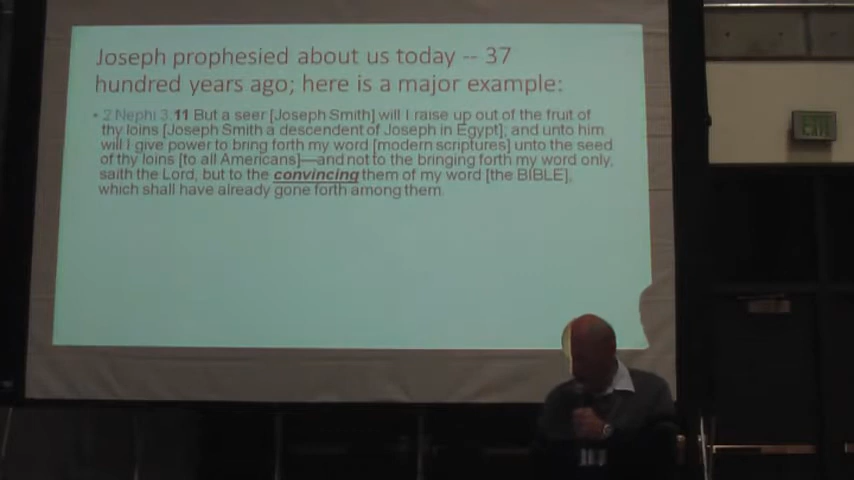 Joseph prophesied about us today -- 37
hundred years ago; here is a major example:
• 2 Nephi 3:11 But a seer [Joseph Smith] will I raise up out of the fruit of
thy loins [Joseph Smith a descendent of Joseph in Egypt]; and unto him
will I give power to bring forth my word [modern scriptures] unto the seed
of thy loins [to all Americans]—and not to the bringing forth my word only,
saith the Lord, but to the convincing them of my word [the BIBLE],
which shall have already gone forth among them.
EXIT